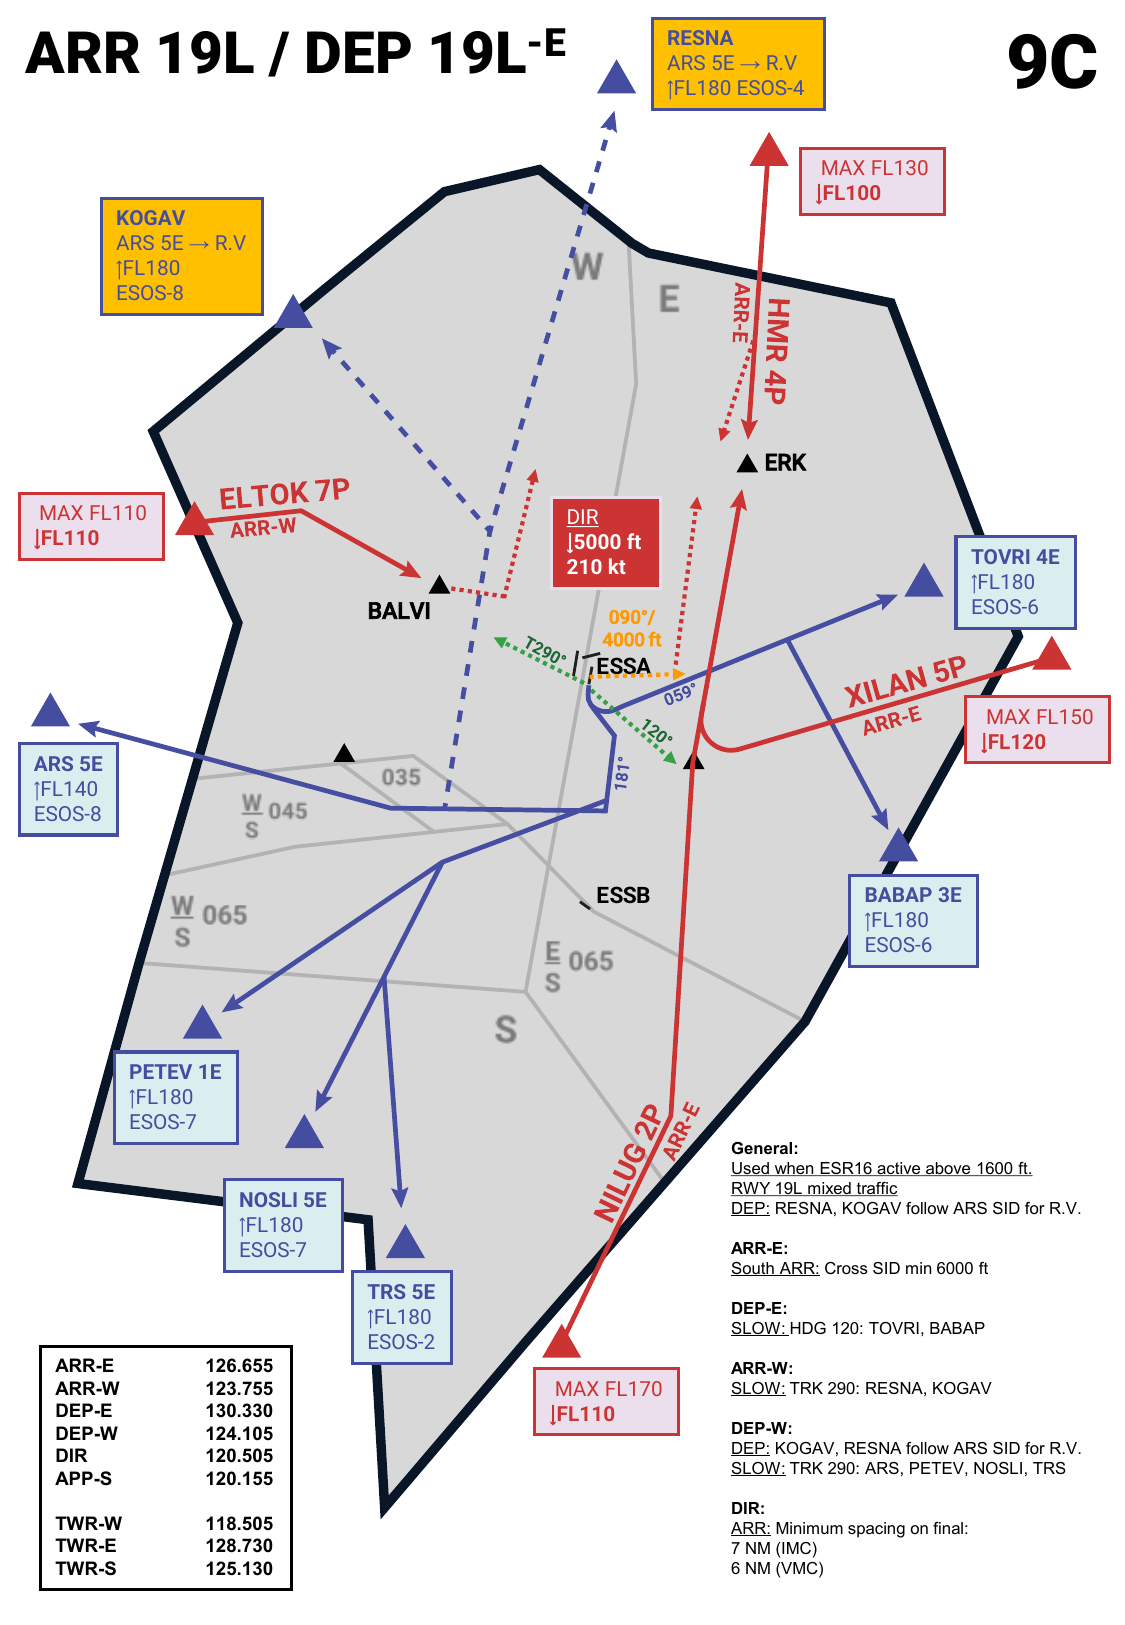 ARR 19L / DEP 19L-E
9C
RESNA
ARS 5E → R.V
↑FL180 ESOS-4
MAX FL130
↓FL100
KOGAV
ARS 5E → R.V
↑FL180
ESOS-8
W
E
ARR-E
HMR 4P
ERK
MAX FL110
↓FL110
ELTOK 7P
ARR-W
BALVI
DIR
↓5000 ft
210 kt
090°/
4000 ft
T290°
ESSA
059°
120°
181°
TOVRI 4E
↑FL180
ESOS-6
XILAN 5P
ARR-E
MAX FL150
↓FL120
ARS 5E
↑FL140
ESOS-8
035
W
S
045
W
S
065
ESSB
E
S
065
S
BABAP 3E
↑FL180
ESOS-6
PETEV 1E
↑FL180
ESOS-7
NOSLI 5E
↑FL180
ESOS-7
TRS 5E
↑FL180
ESOS-2
NILUG 2P
ARR-E
MAX FL170
↓FL110
General:
Used when ESR16 active above 1600 ft.
RWY 19L mixed traffic
DEP: RESNA, KOGAV follow ARS SID for R.V.
ARR-E:
South ARR: Cross SID min 6000 ft
DEP-E:
SLOW: HDG 120: TOVRI, BABAP
ARR-W:
SLOW: TRK 290: RESNA, KOGAV
DEP-W:
DEP: KOGAV, RESNA follow ARS SID for R.V.
SLOW: TRK 290: ARS, PETEV, NOSLI, TRS
DIR:
ARR: Minimum spacing on final:
7 NM (IMC)
6 NM (VMC)
ARR-E 126.655
ARR-W 123.755
DEP-E 130.330
DEP-W 124.105
DIR 120.505
APP-S 120.155
TWR-W 118.505
TWR-E 128.730
TWR-S 125.130